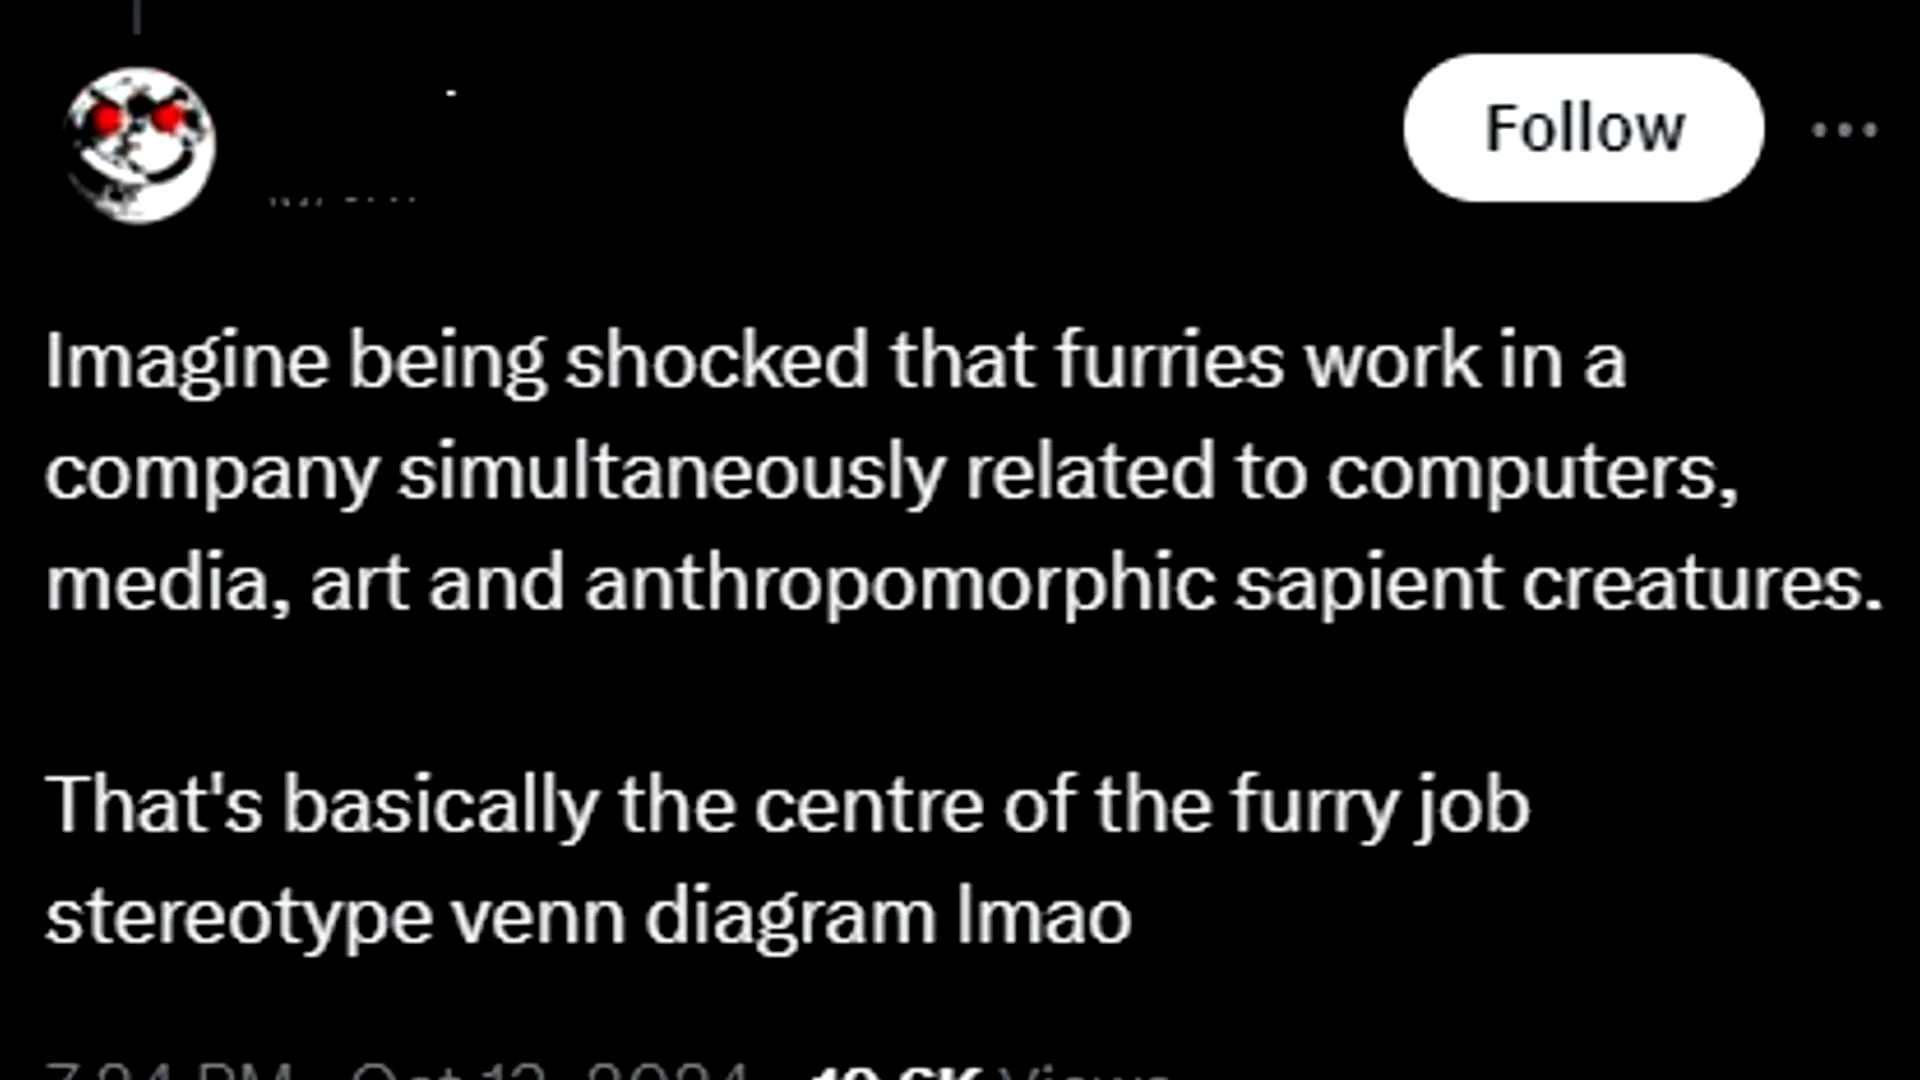 Follow
Imagine being shocked that furries work in a
company simultaneously related to computers,
media, art and anthropomorphic sapient creatures.
That's basically the centre of the furry job
stereotype venn diagram lmao
Views